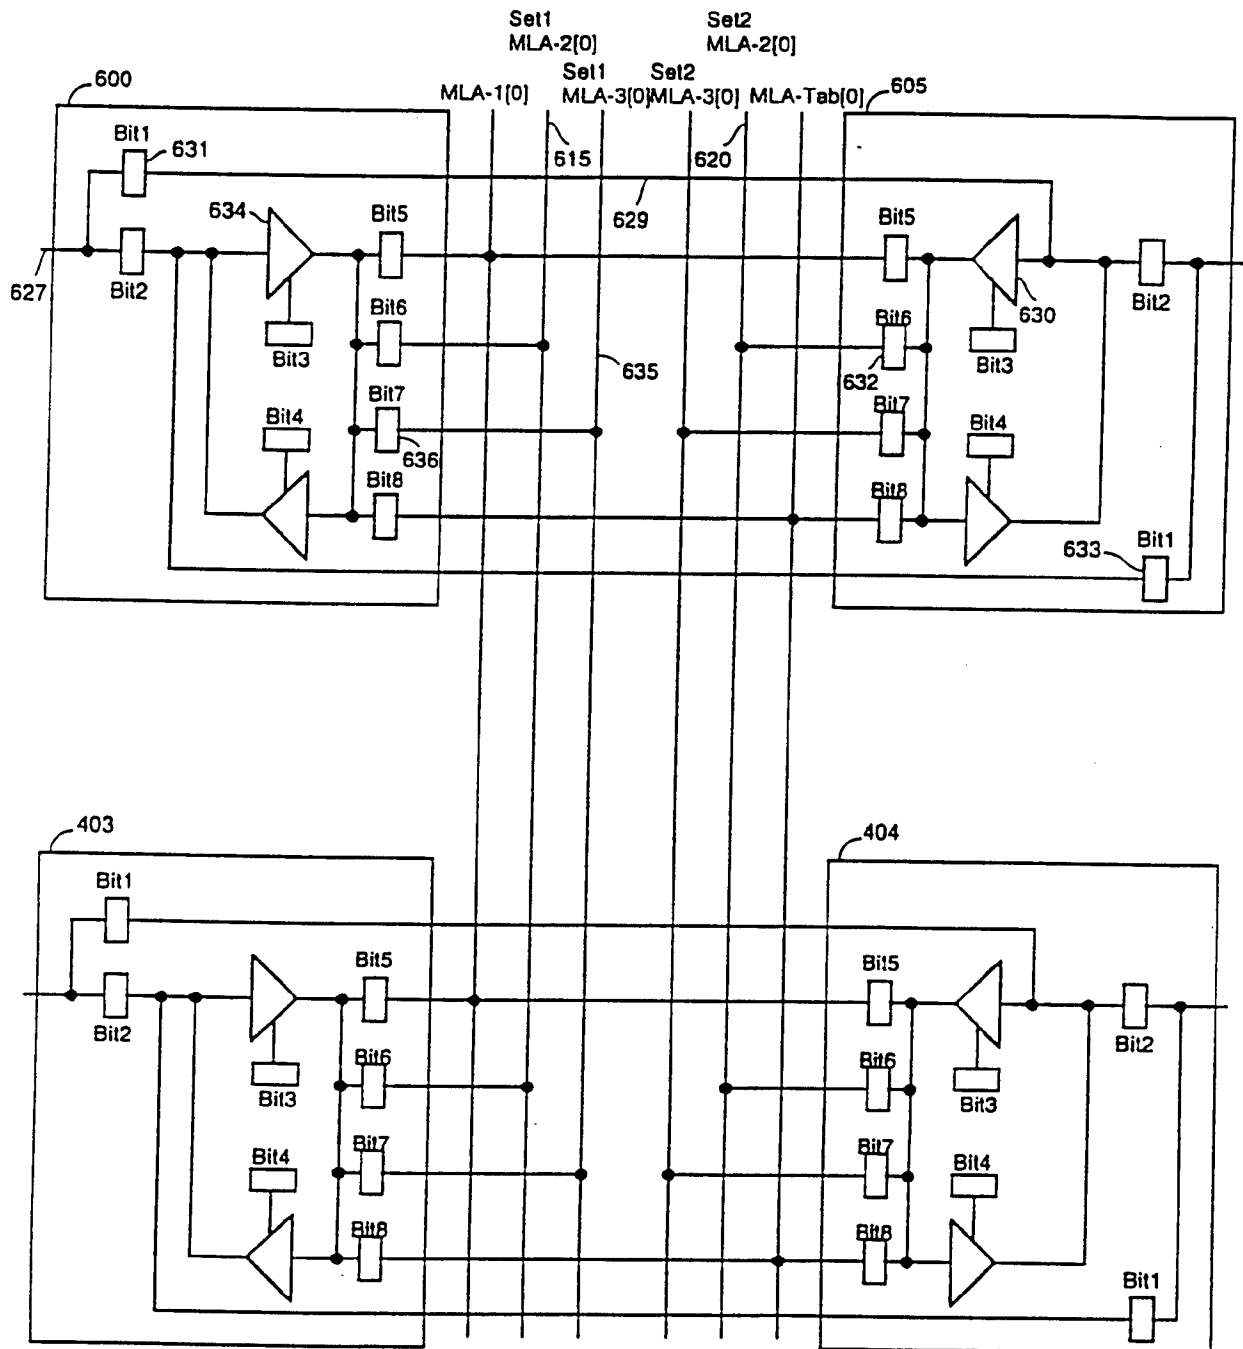 Set1
MLA-2[0]
Set2
MLA-2[0]
Set1
MLA-3[0]
Set2
MLA-3[0]
MLA-1[0]
MLA-Tab[0]
600
605
615
620
Bit1
631
629
634
Bit5
Bit5
627
Bit2
630
Bit2
Bit3
Bit6
635
Bit6
632
Bit3
Bit4
Bit7
636
Bit7
Bit4
Bit8
Bit8
633
Bit1
403
404
Bit1
Bit5
Bit5
Bit2
Bit2
Bit3
Bit6
Bit6
Bit3
Bit4
Bit7
Bit7
Bit4
Bit8
Bit8
Bit1